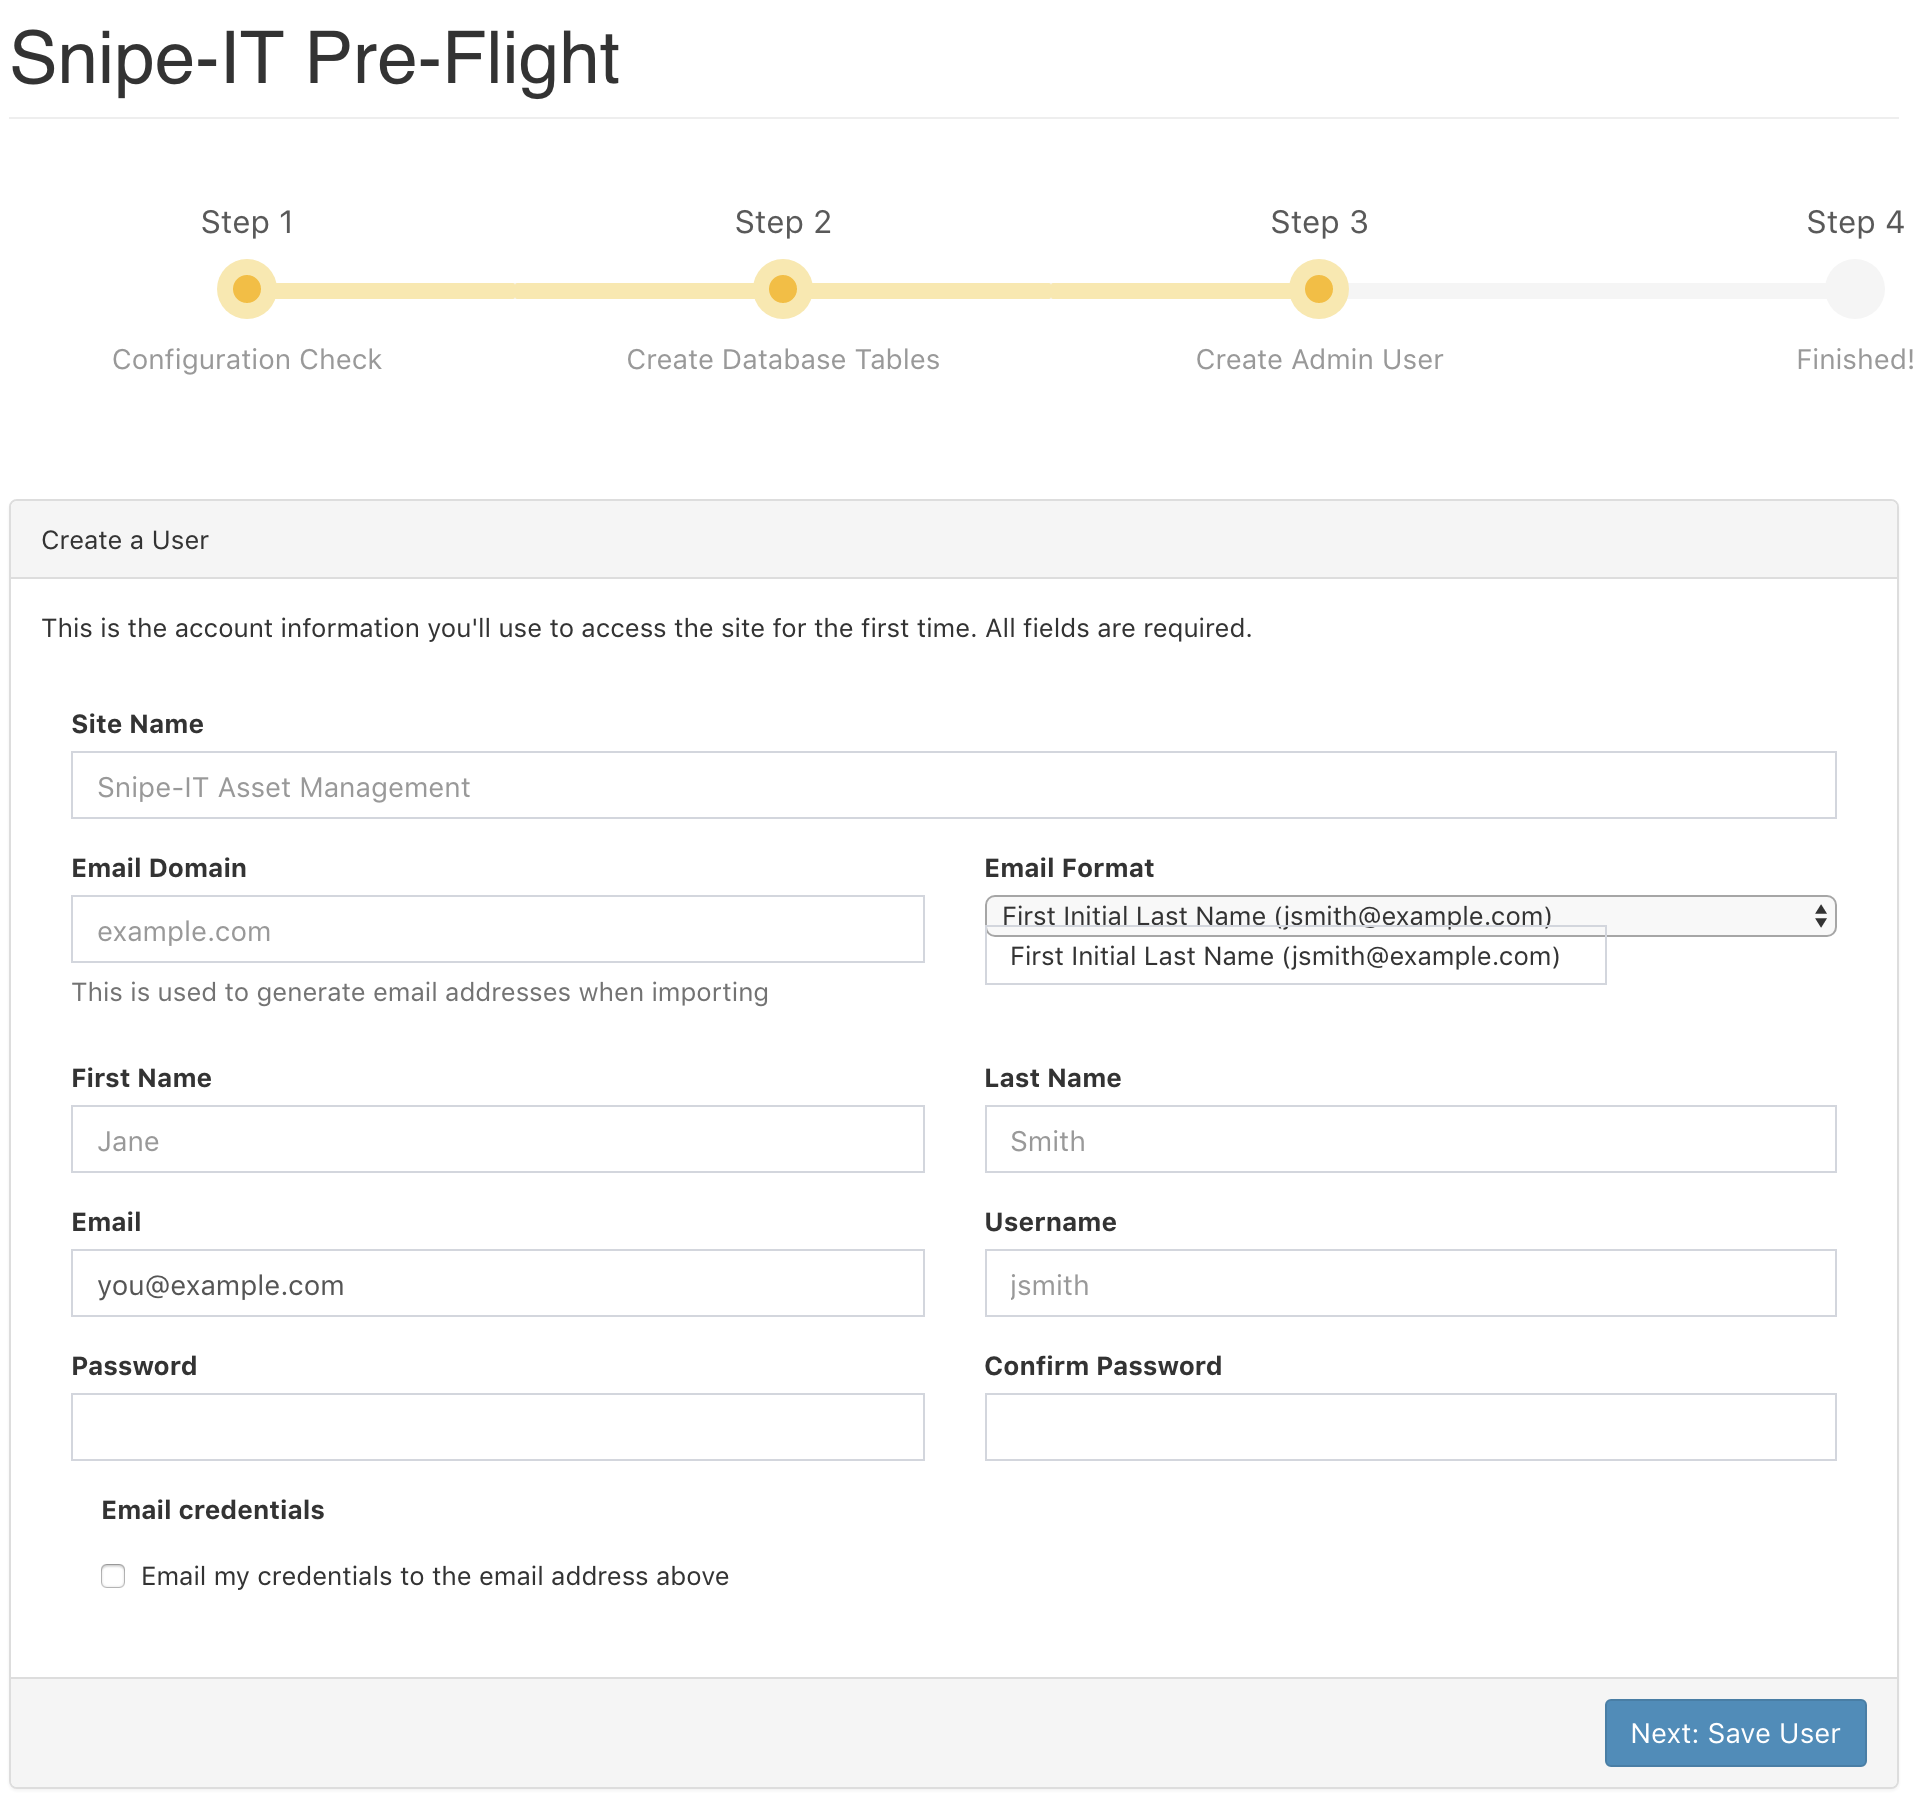 Snipe-IT Pre-Flight
Step 1
Step 2
Step 3
Step 4
Configuration Check
Create Database Tables
Create Admin User
Finished!
Create a User
This is the account information you'll use to access the site for the first time. All fields are required.
Site Name
Snipe-IT Asset Management
Email Domain
Email Format
example.com
First Initial Last Name (jsmith@example.com)
First Initial Last Name (jsmith@example.com)
This is used to generate email addresses when importing
First Name
Last Name
Jane
Smith
Email
Username
you@example.com
jsmith
Password
Confirm Password
Email credentials
Email my credentials to the email address above
Next: Save User